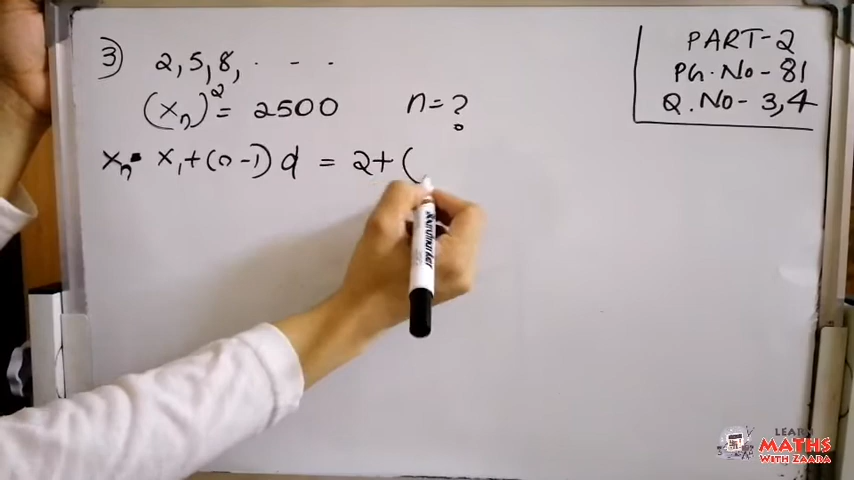 3) 2, 5, 8, . - - .
(xₙ)² = 2500 n = ?
xₙ = x₁ + (n -1) d = 2 + (
PART-2
PG. No - 81
Q. No - 3,4
LEARN
MATHS
WITH ZAARA